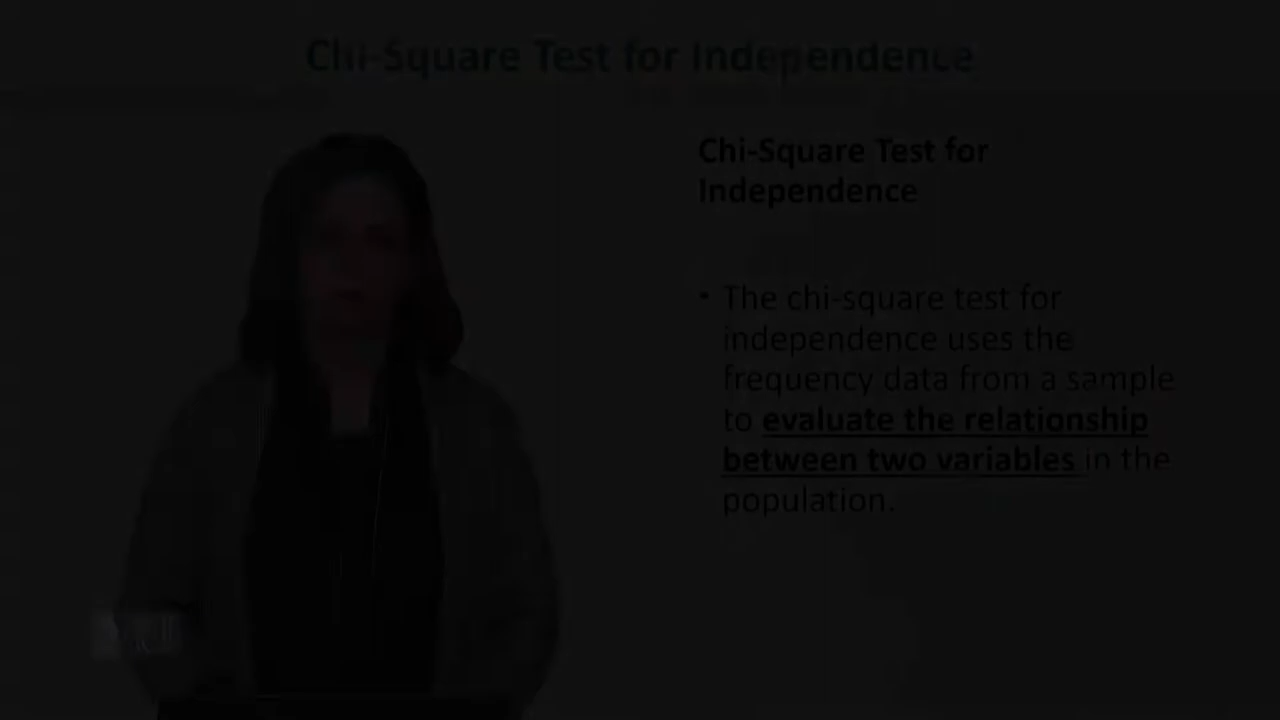 Chi-Square Test for Independence
Chi-Square Test for
Independence
• The chi-square test for
independence uses the
frequency data from a sample
to evaluate the relationship
between two variables in the
population.